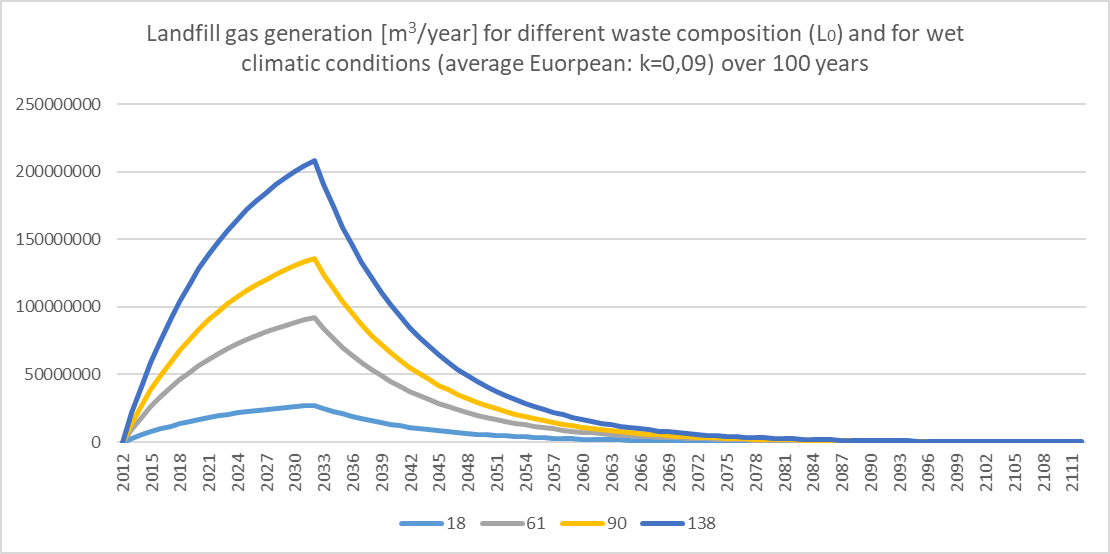 Landfill gas generation [m³/year] for different waste composition (L₀) and for wet
climatic conditions (average Euorpean: k=0,09) over 100 years
250000000
200000000
150000000
100000000
50000000
0
2012 2015 2018 2021 2024 2027 2030 2033 2036 2039 2042 2045 2048 2051 2054 2057 2060 2063 2066 2069 2072 2075 2078 2081 2084 2087 2090 2093 2096 2099 2102 2105 2108 2111
18 61 90 138